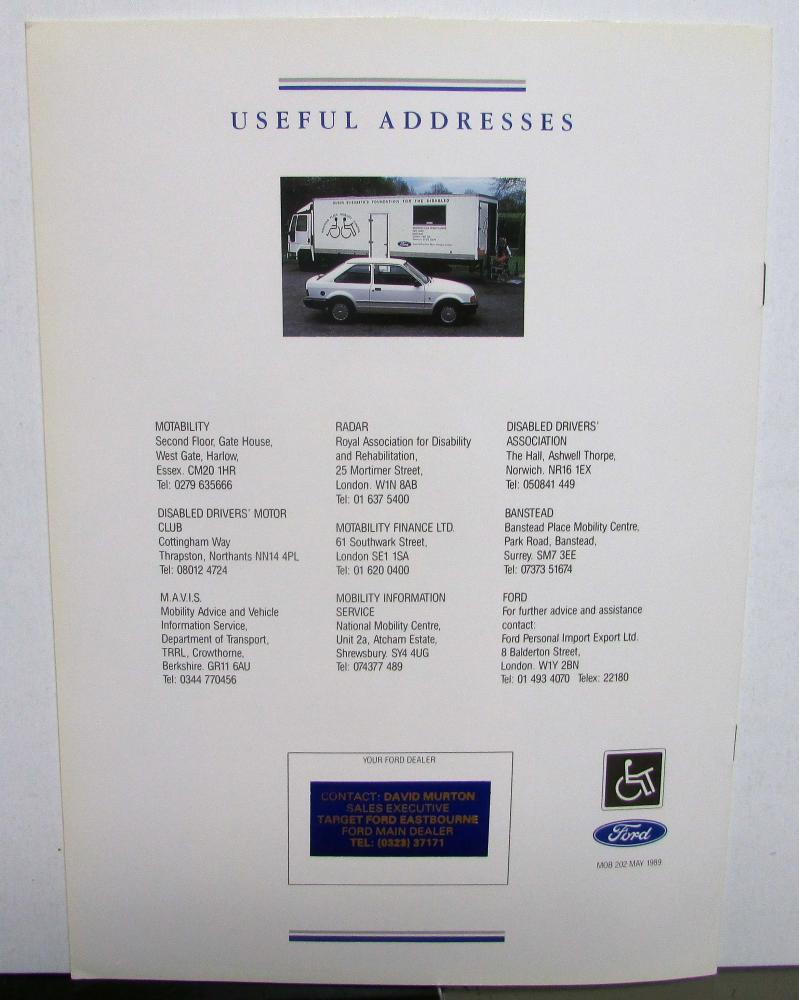 USEFUL ADDRESSES
QUEEN ELIZABETH'S FOUNDATION FOR THE DISABLED
Ford
MOTABILITY
Second Floor, Gate House,
West Gate, Harlow,
Essex. CM20 1HR
Tel: 0279 635666
DISABLED DRIVERS' MOTOR
CLUB
Cottingham Way
Thrapston, Northants NN14 4PL
Tel: 08012 4724
M.A.V.I.S.
Mobility Advice and Vehicle
Information Service,
Department of Transport,
TRRL, Crowthorne,
Berkshire. GR11 6AU
Tel: 0344 770456
RADAR
Royal Association for Disability
and Rehabilitation,
25 Mortimer Street,
London. W1N 8AB
Tel: 01 637 5400
MOTABILITY FINANCE LTD.
61 Southwark Street,
London SE1 1SA
Tel: 01 620 0400
MOBILITY INFORMATION
SERVICE
National Mobility Centre,
Unit 2a, Atcham Estate,
Shrewsbury. SY4 4UG
Tel: 074377 489
DISABLED DRIVERS'
ASSOCIATION
The Hall, Ashwell Thorpe,
Norwich. NR16 1EX
Tel: 050841 449
BANSTEAD
Banstead Place Mobility Centre,
Park Road, Banstead,
Surrey. SM7 3EE
Tel: 07373 51674
FORD
For further advice and assistance
contact:
Ford Personal Import Export Ltd.
8 Balderton Street,
London. W1Y 2BN
Tel: 01 493 4070 Telex: 22180
YOUR FORD DEALER
CONTACT: DAVID MURTON
SALES EXECUTIVE
TARGET FORD EASTBOURNE
FORD MAIN DEALER
TEL: (0323) 37171
Ford
MOB 202 MAY 1989